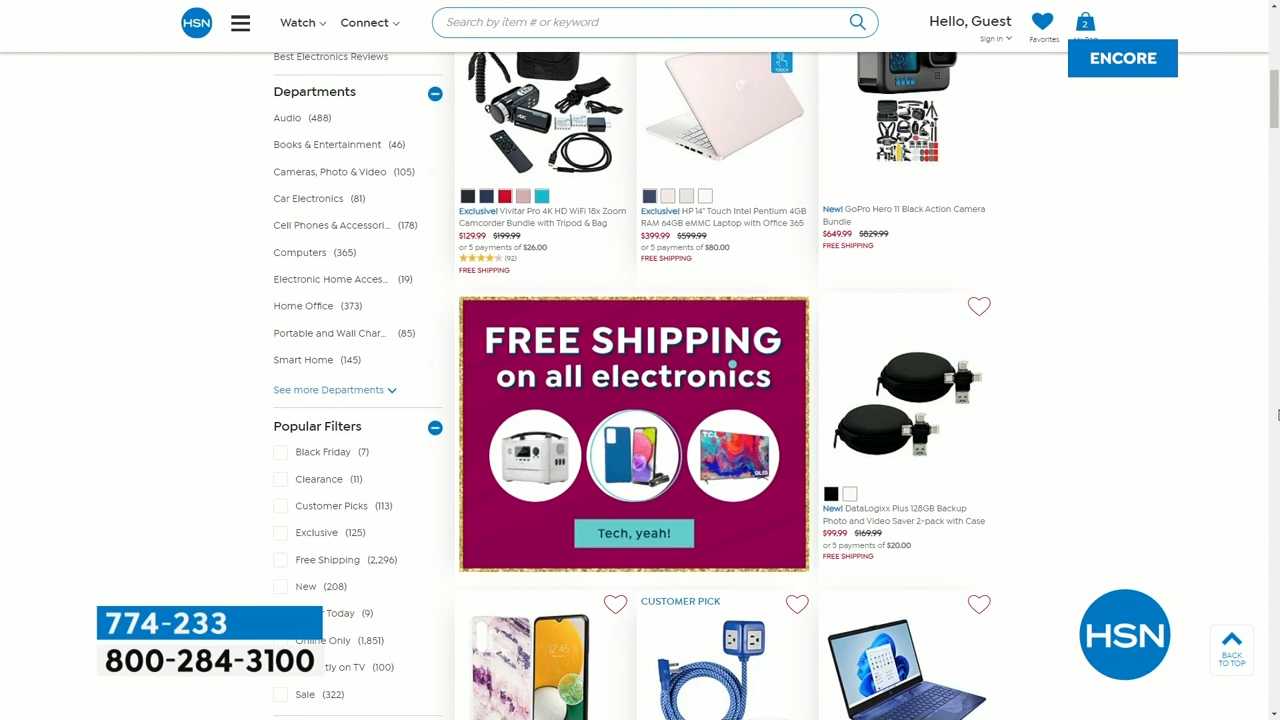 HSN
Watch
Connect
Search by item # or keyword
Hello, Guest
Sign In
Favorites
2
ENCORE
Best Electronics Reviews
Departments
Audio (488)
Books & Entertainment (46)
Cameras, Photo & Video (105)
Car Electronics (81)
Cell Phones & Accessori... (178)
Computers (365)
Electronic Home Acces... (19)
Home Office (373)
Portable and Wall Char... (85)
Smart Home (145)
See more Departments
Popular Filters
Black Friday (7)
Clearance (11)
Customer Picks (113)
Exclusive (125)
Free Shipping (2,296)
New (208)
Today (9)
Online Only (1,851)
on TV (100)
Sale (322)
774-233
800-284-3100
4K
Exclusive! Vivitar Pro 4K HD WiFi 18x Zoom
Camcorder Bundle with Tripod & Bag
$129.99 $199.99
or 5 payments of $26.00
(92)
FREE SHIPPING
TOUCH
Exclusive! HP 14" Touch Intel Pentium 4GB
RAM 64GB eMMC Laptop with Office 365
$399.99 $599.99
or 5 payments of $80.00
FREE SHIPPING
New! GoPro Hero 11 Black Action Camera
Bundle
$649.99 $829.99
FREE SHIPPING
FREE SHIPPING
on all electronics
TCL
QLED
Tech, yeah!
New! DataLogixx Plus 128GB Backup
Photo and Video Saver 2-pack with Case
$99.99 $169.99
or 5 payments of $20.00
FREE SHIPPING
CUSTOMER PICK
12:45
HSN
BACK
TO TOP